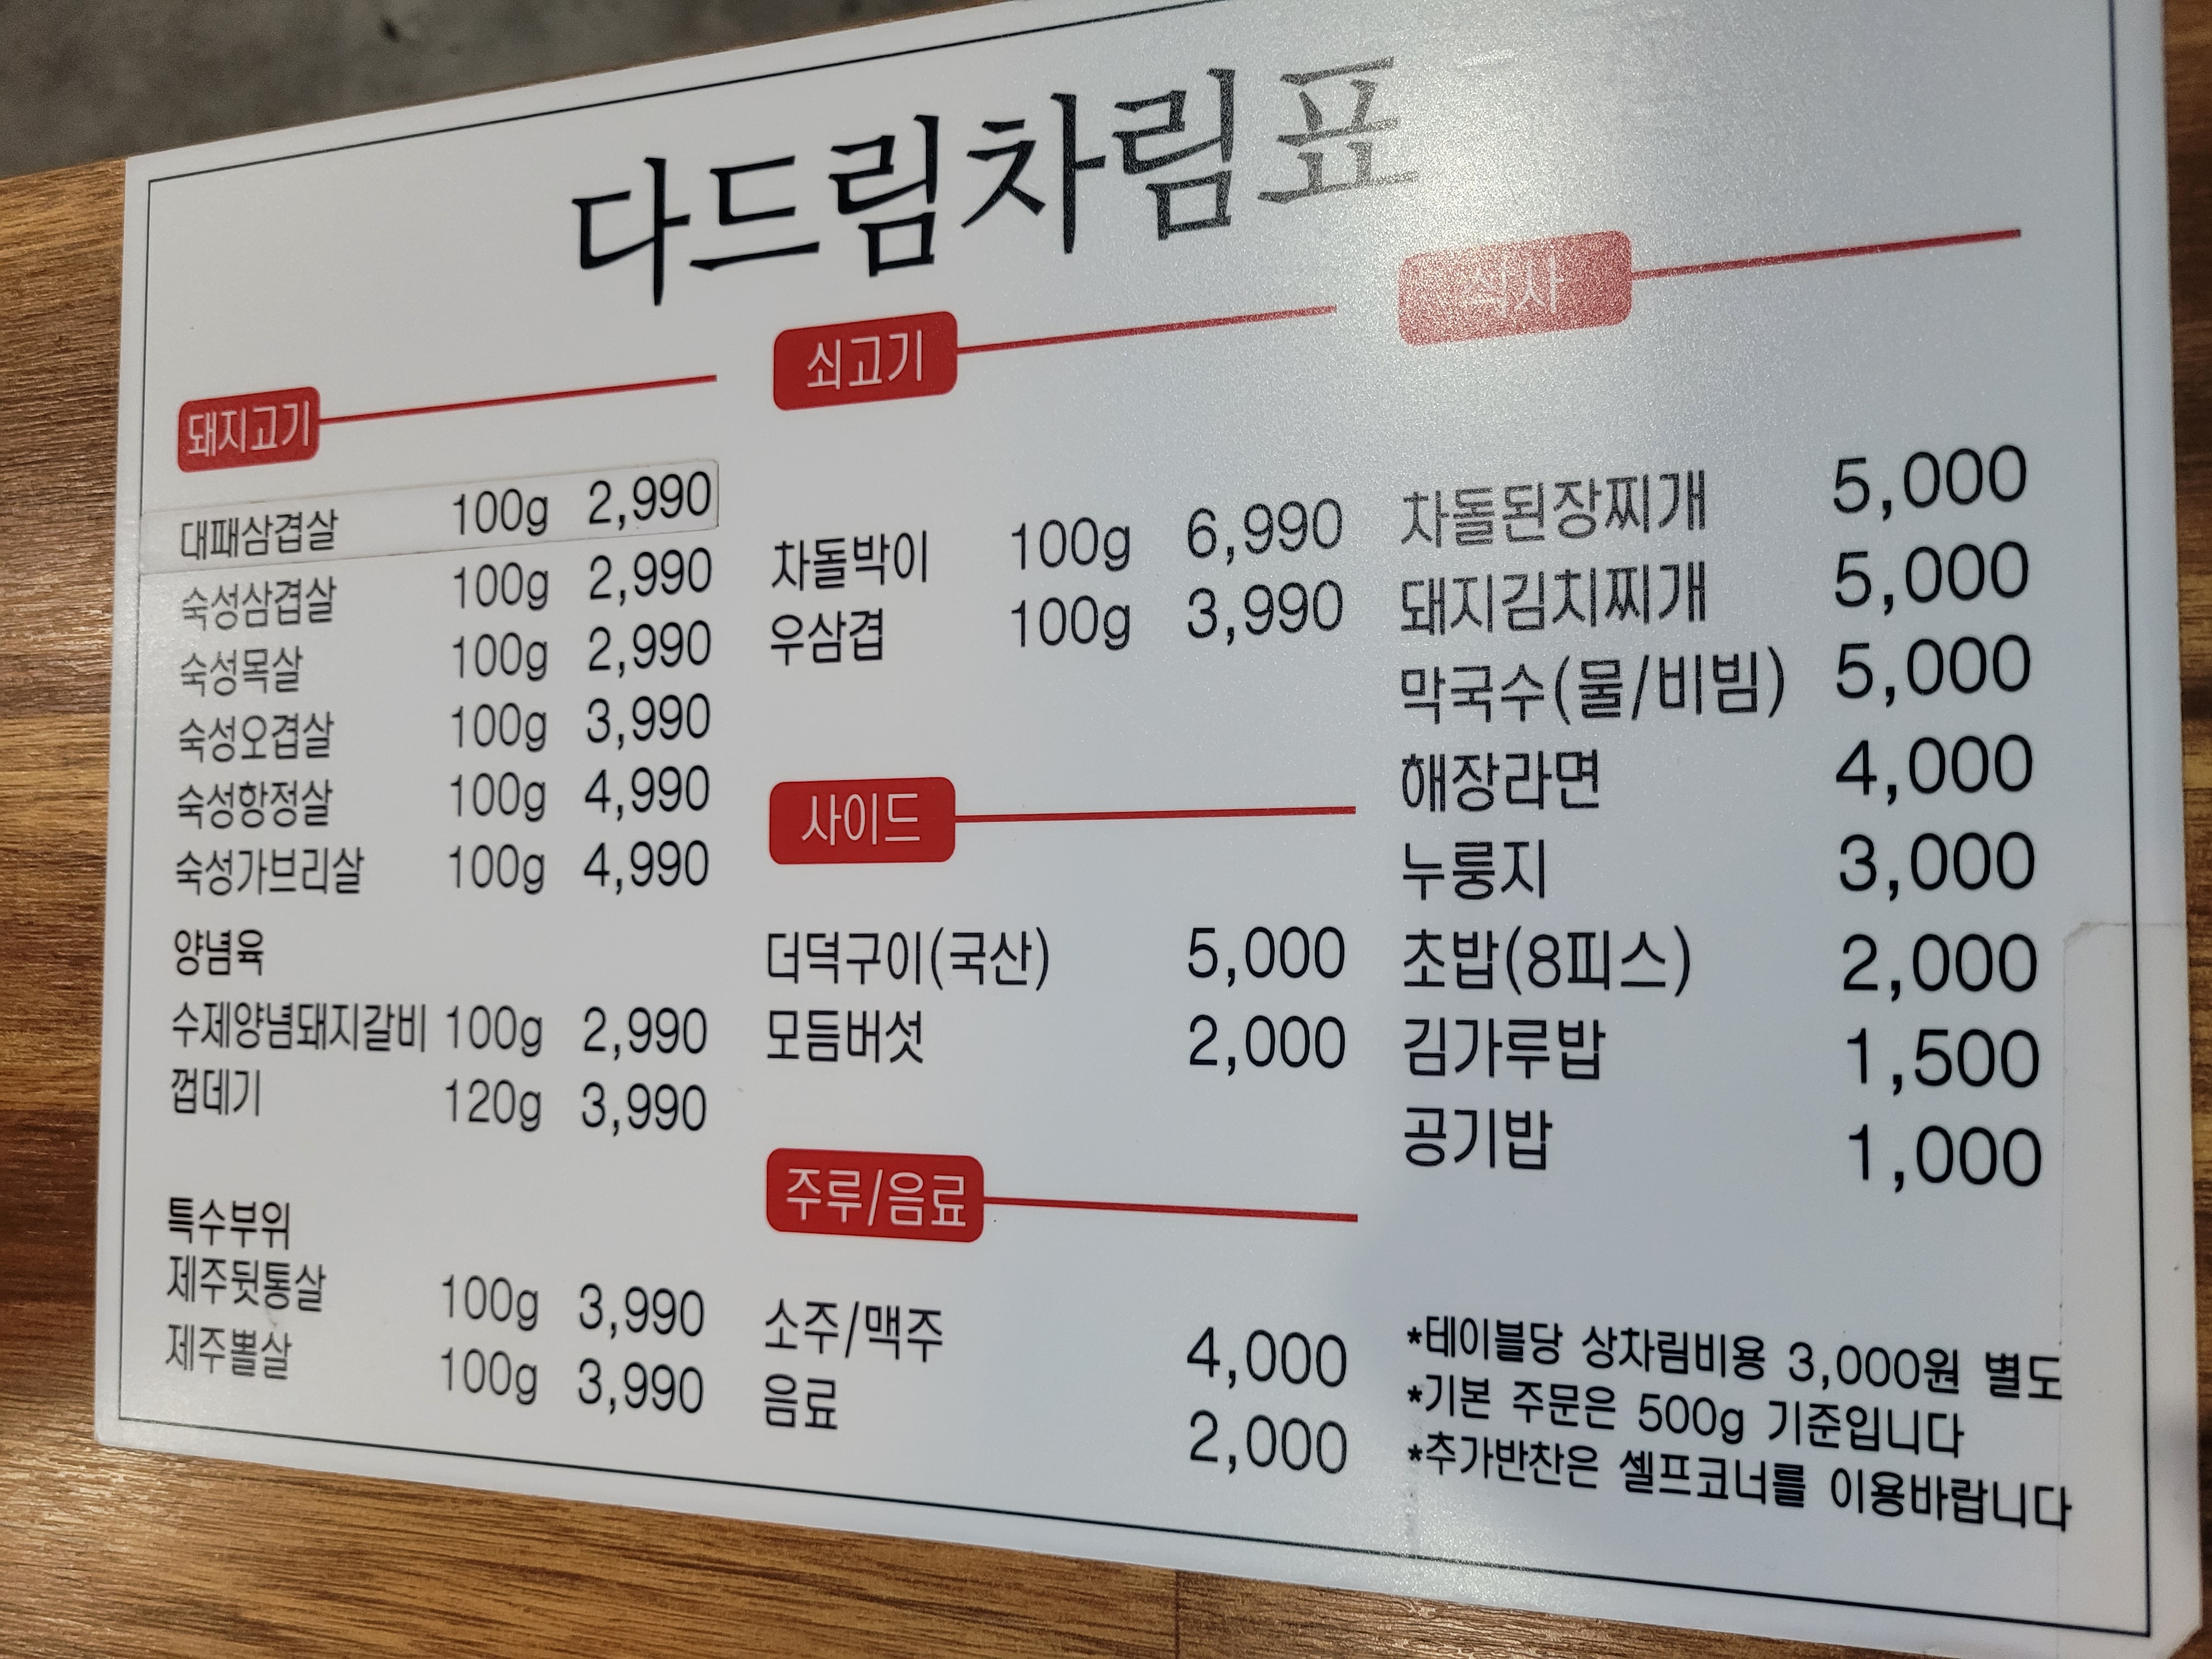 다드림차림표
돼지고기
대패삼겹살 100g 2,990
숙성삼겹살 100g 2,990
숙성목살 100g 2,990
숙성오겹살 100g 3,990
숙성항정살 100g 4,990
숙성가브리살 100g 4,990
양념육
수제양념돼지갈비 100g 2,990
껍데기 120g 3,990
특수부위
제주뒷통살 100g 3,990
제주뽈살 100g 3,990
쇠고기
차돌박이 100g 6,990
우삼겹 100g 3,990
사이드
더덕구이(국산) 5,000
모듬버섯 2,000
주루/음료
소주/맥주 4,000
음료 2,000
식사
차돌된장찌개 5,000
돼지김치찌개 5,000
막국수(물/비빔) 5,000
해장라면 4,000
누룽지 3,000
초밥(8피스) 2,000
김가루밥 1,500
공기밥 1,000
*테이블당 상차림비용 3,000원 별도
*기본 주문은 500g 기준입니다
*추가반찬은 셀프코너를 이용바랍니다